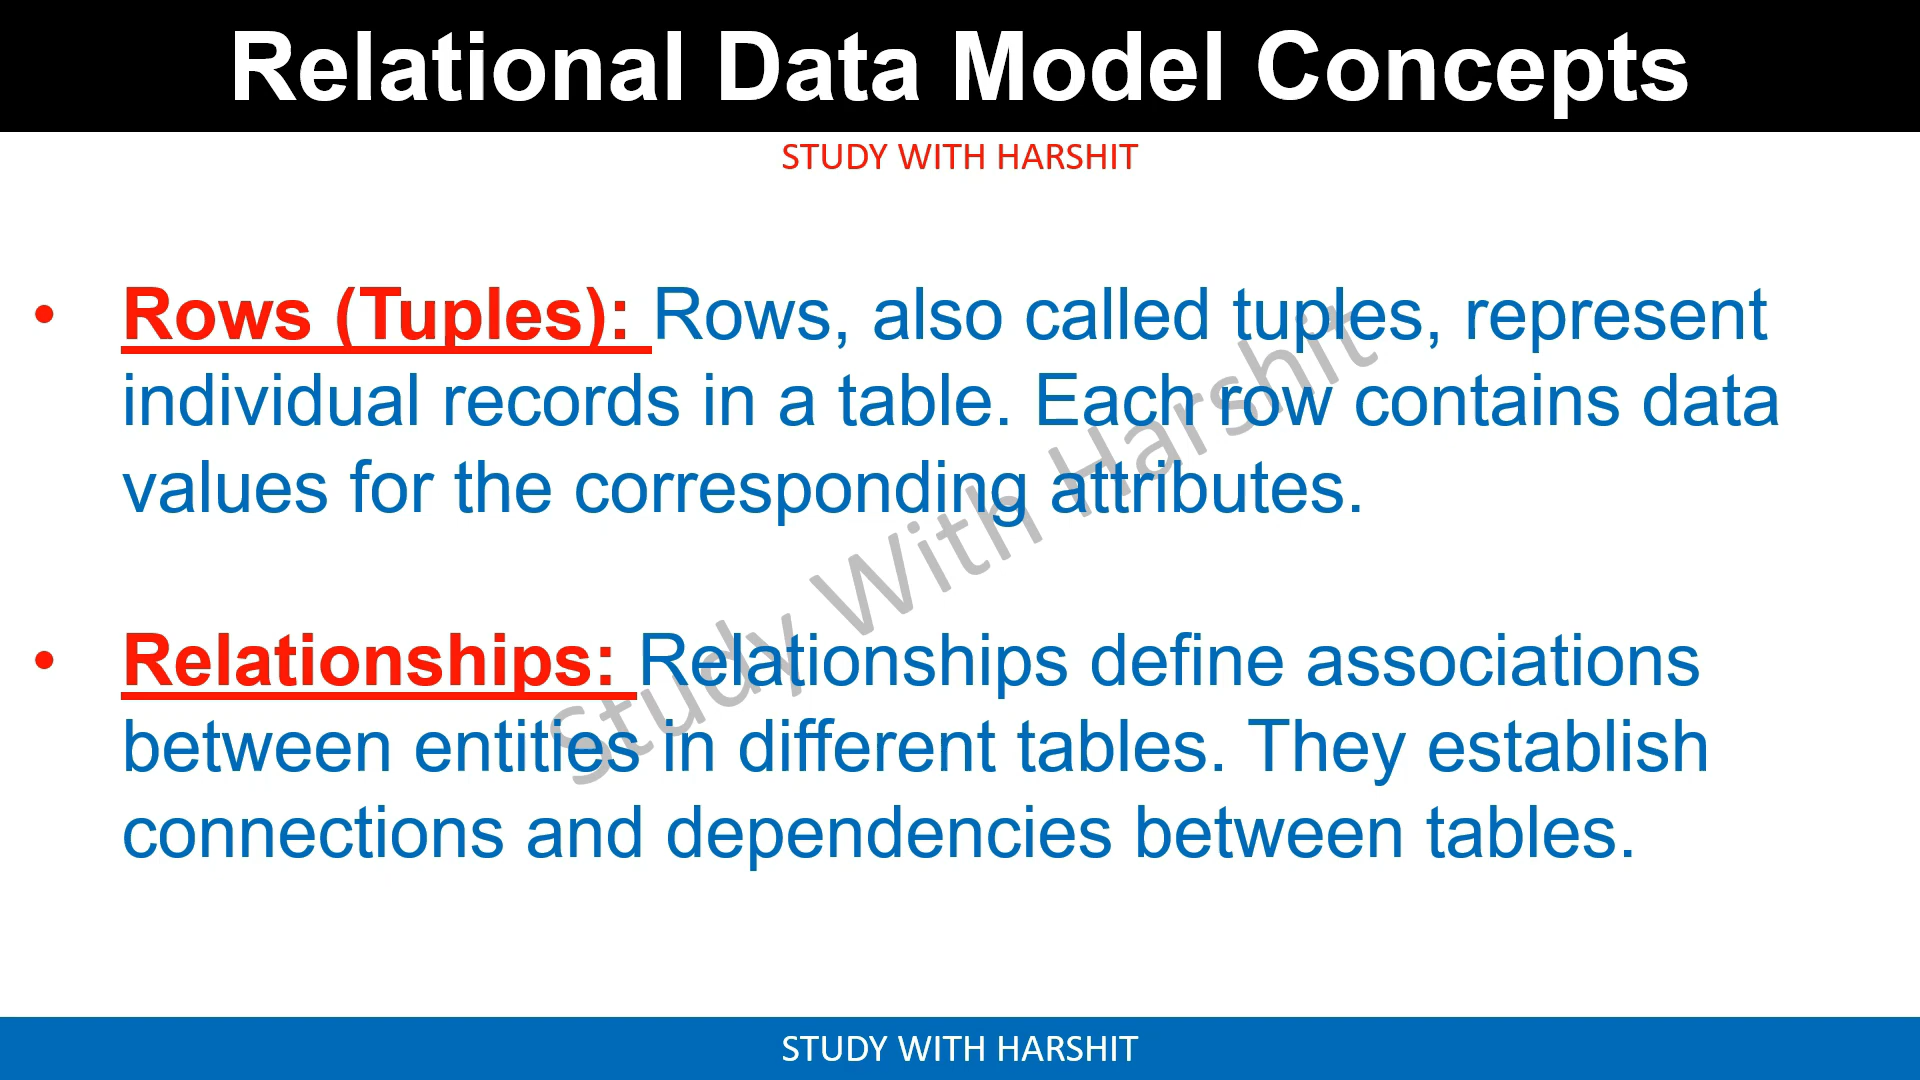 Relational Data Model Concepts
STUDY WITH HARSHIT
• Rows (Tuples): Rows, also called tuples, represent
individual records in a table. Each row contains data
values for the corresponding attributes.
• Relationships: Relationships define associations
between entities in different tables. They establish
connections and dependencies between tables.
Study With Harshit
STUDY WITH HARSHIT